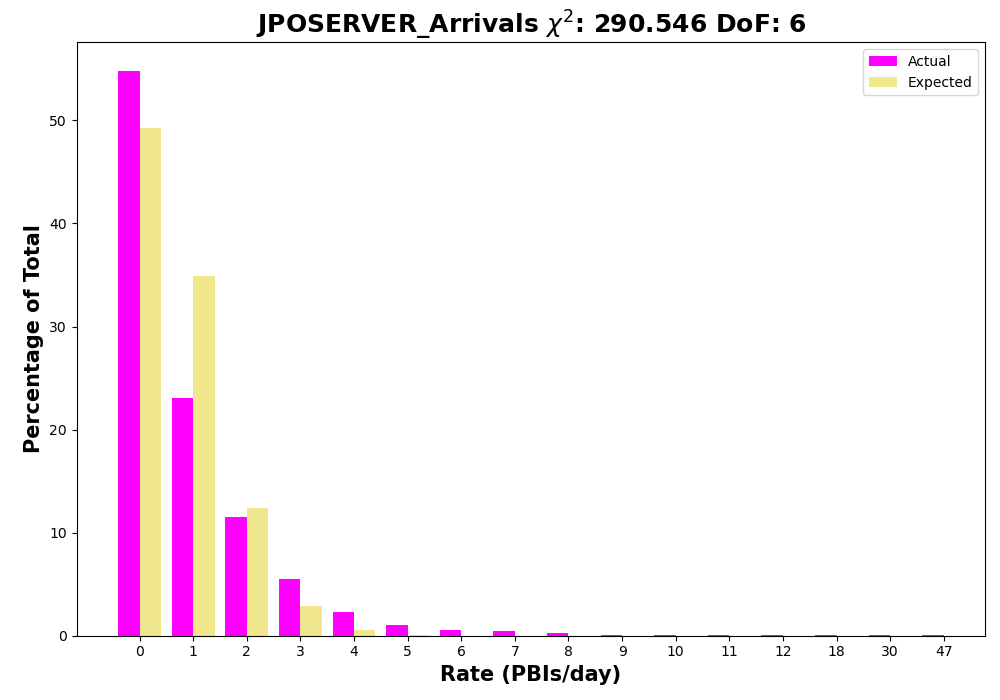 JPOSERVER_Arrivals χ²: 290.546 DoF: 6
Actual
Expected
Percentage of Total
50
40
30
20
10
0
0 1 2 3 4 5 6 7 8 9 10 11 12 18 30 47
Rate (PBIs/day)